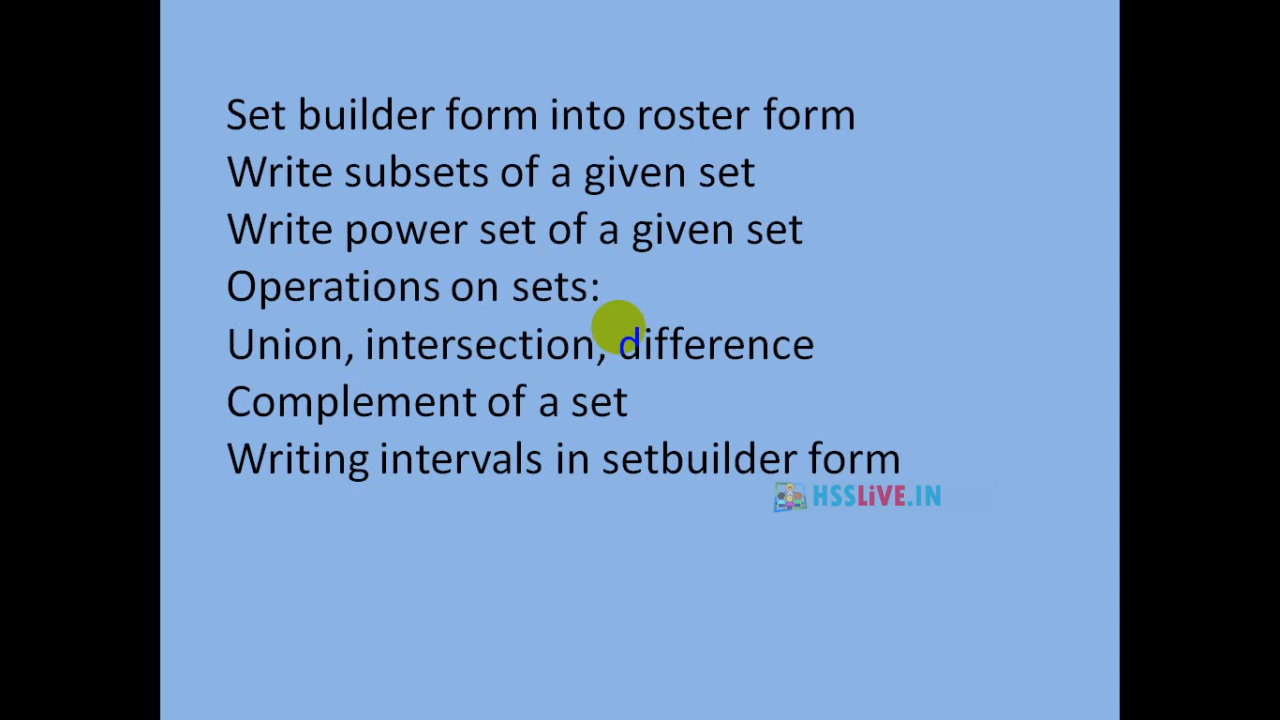 Set builder form into roster form
Write subsets of a given set
Write power set of a given set
Operations on sets:
Union, intersection, difference
Complement of a set
Writing intervals in setbuilder form
HSSLiVE.IN